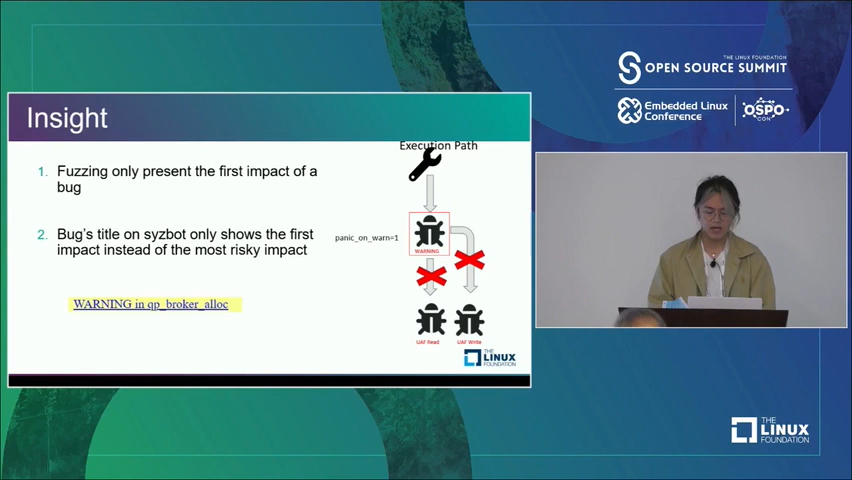 THE LINUX FOUNDATION
OPEN SOURCE SUMMIT
Embedded Linux
Conference
OSPO
CON
Insight
Execution Path
1. Fuzzing only present the first impact of a
bug
2. Bug's title on syzbot only shows the first
impact instead of the most risky impact
panic_on_warn=1
WARNING
WARNING in qp_broker_alloc
UAF Read
UAF Write
THE
LINUX
FOUNDATION
THE
LINUX
FOUNDATION